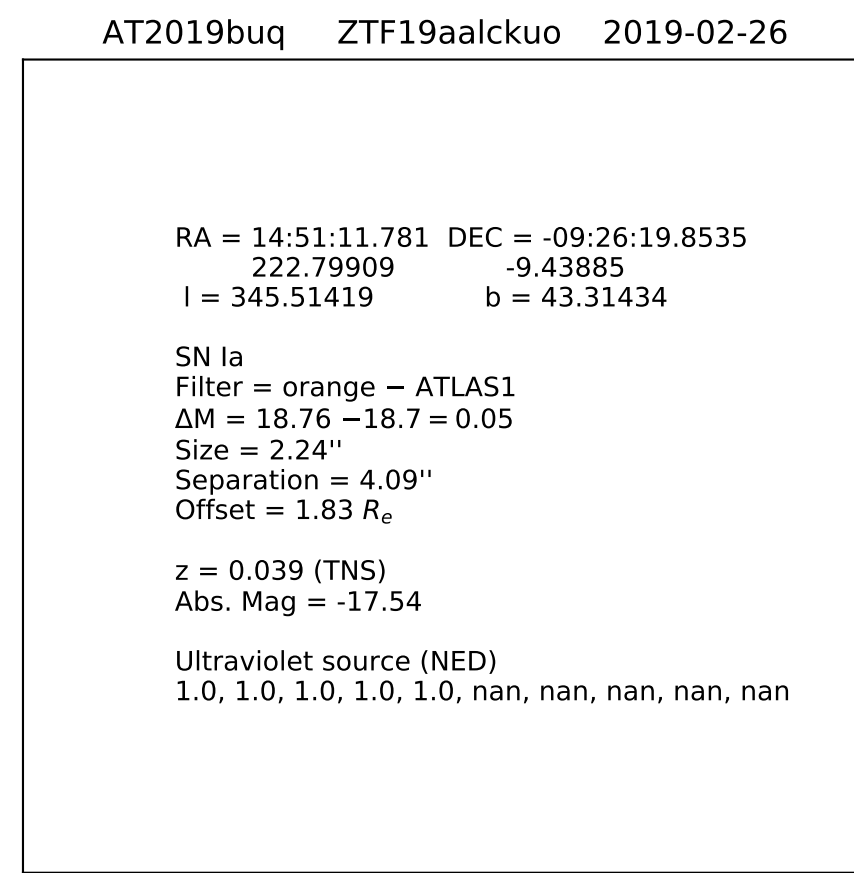 AT2019buq ZTF19aalckuo 2019-02-26
RA = 14:51:11.781 DEC = -09:26:19.8535
222.79909 -9.43885
l = 345.51419 b = 43.31434
SN Ia
Filter = orange − ATLAS1
ΔM = 18.76 −18.7 = 0.05
Size = 2.24''
Separation = 4.09''
Offset = 1.83 Rₑ
z = 0.039 (TNS)
Abs. Mag = -17.54
Ultraviolet source (NED)
1.0, 1.0, 1.0, 1.0, 1.0, nan, nan, nan, nan, nan